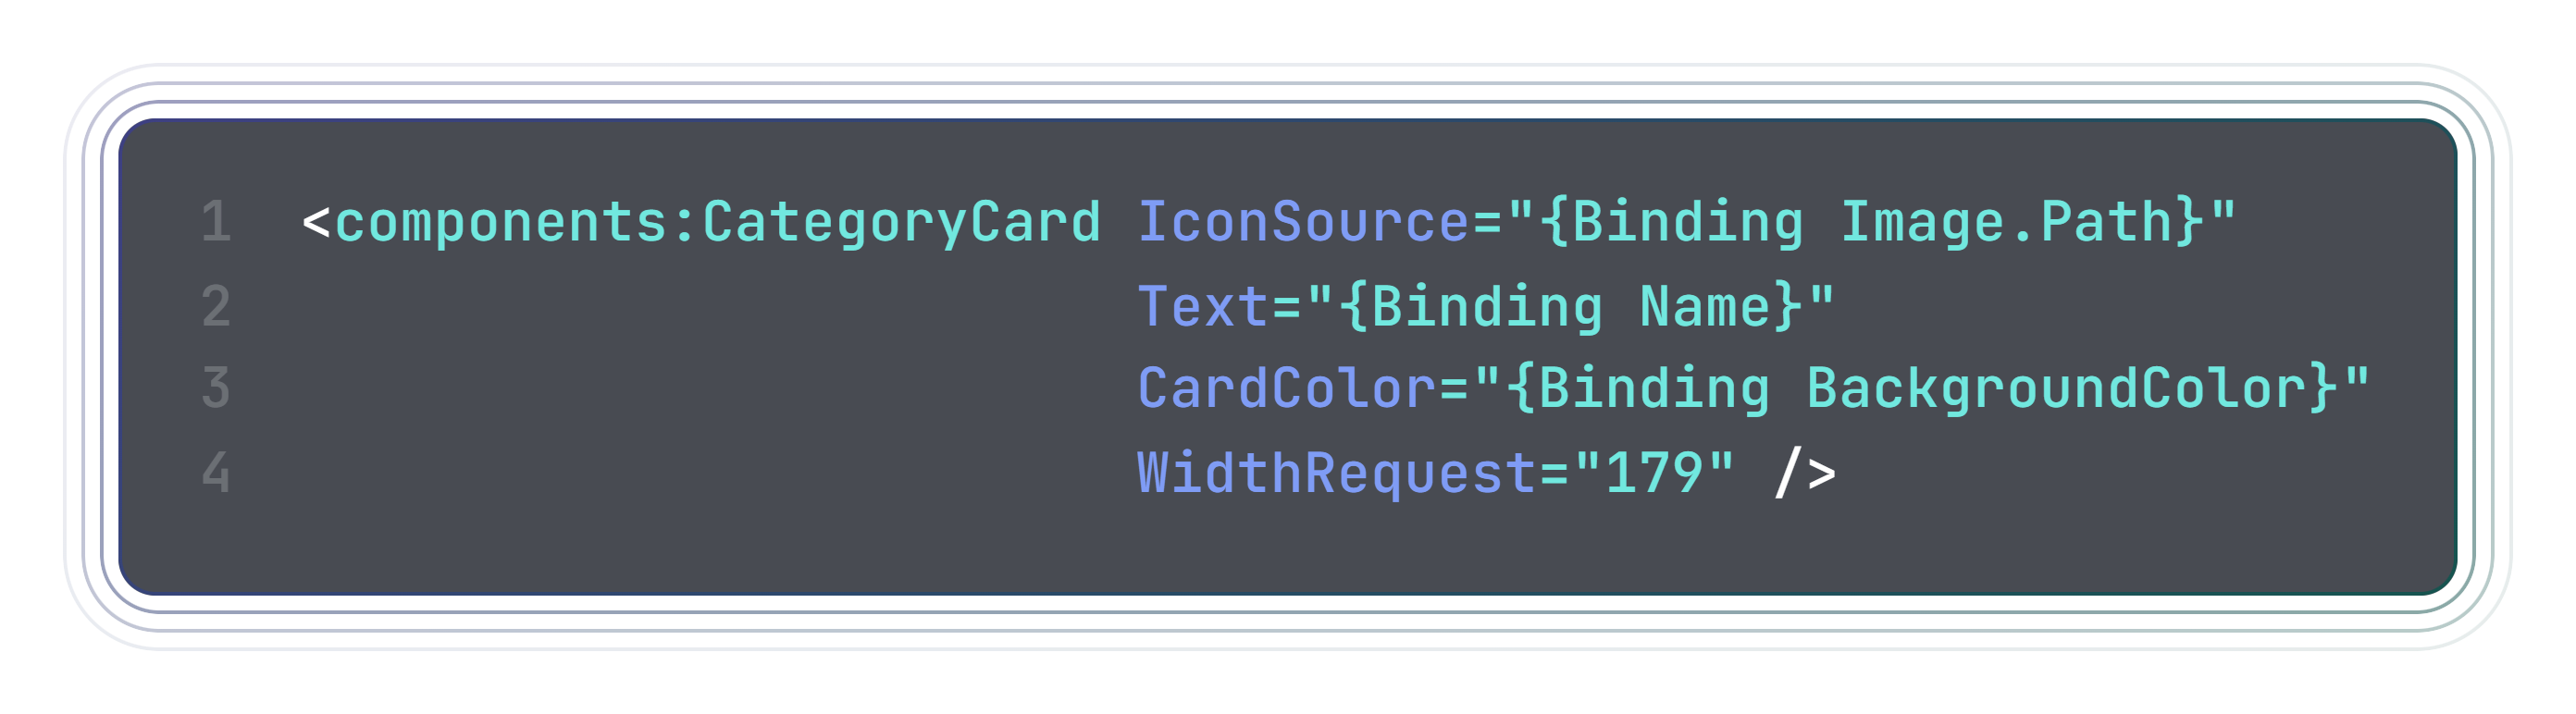 1 <components:CategoryCard IconSource="{Binding Image.Path}"
2 Text="{Binding Name}"
3 CardColor="{Binding BackgroundColor}"
4 WidthRequest="179" />